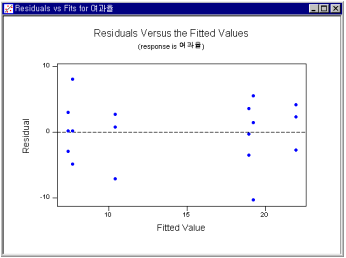 Residuals vs Fits for 여과율
Residuals Versus the Fitted Values
(response is 여과율)
10
0
-10
Residual
10
15
20
Fitted Value